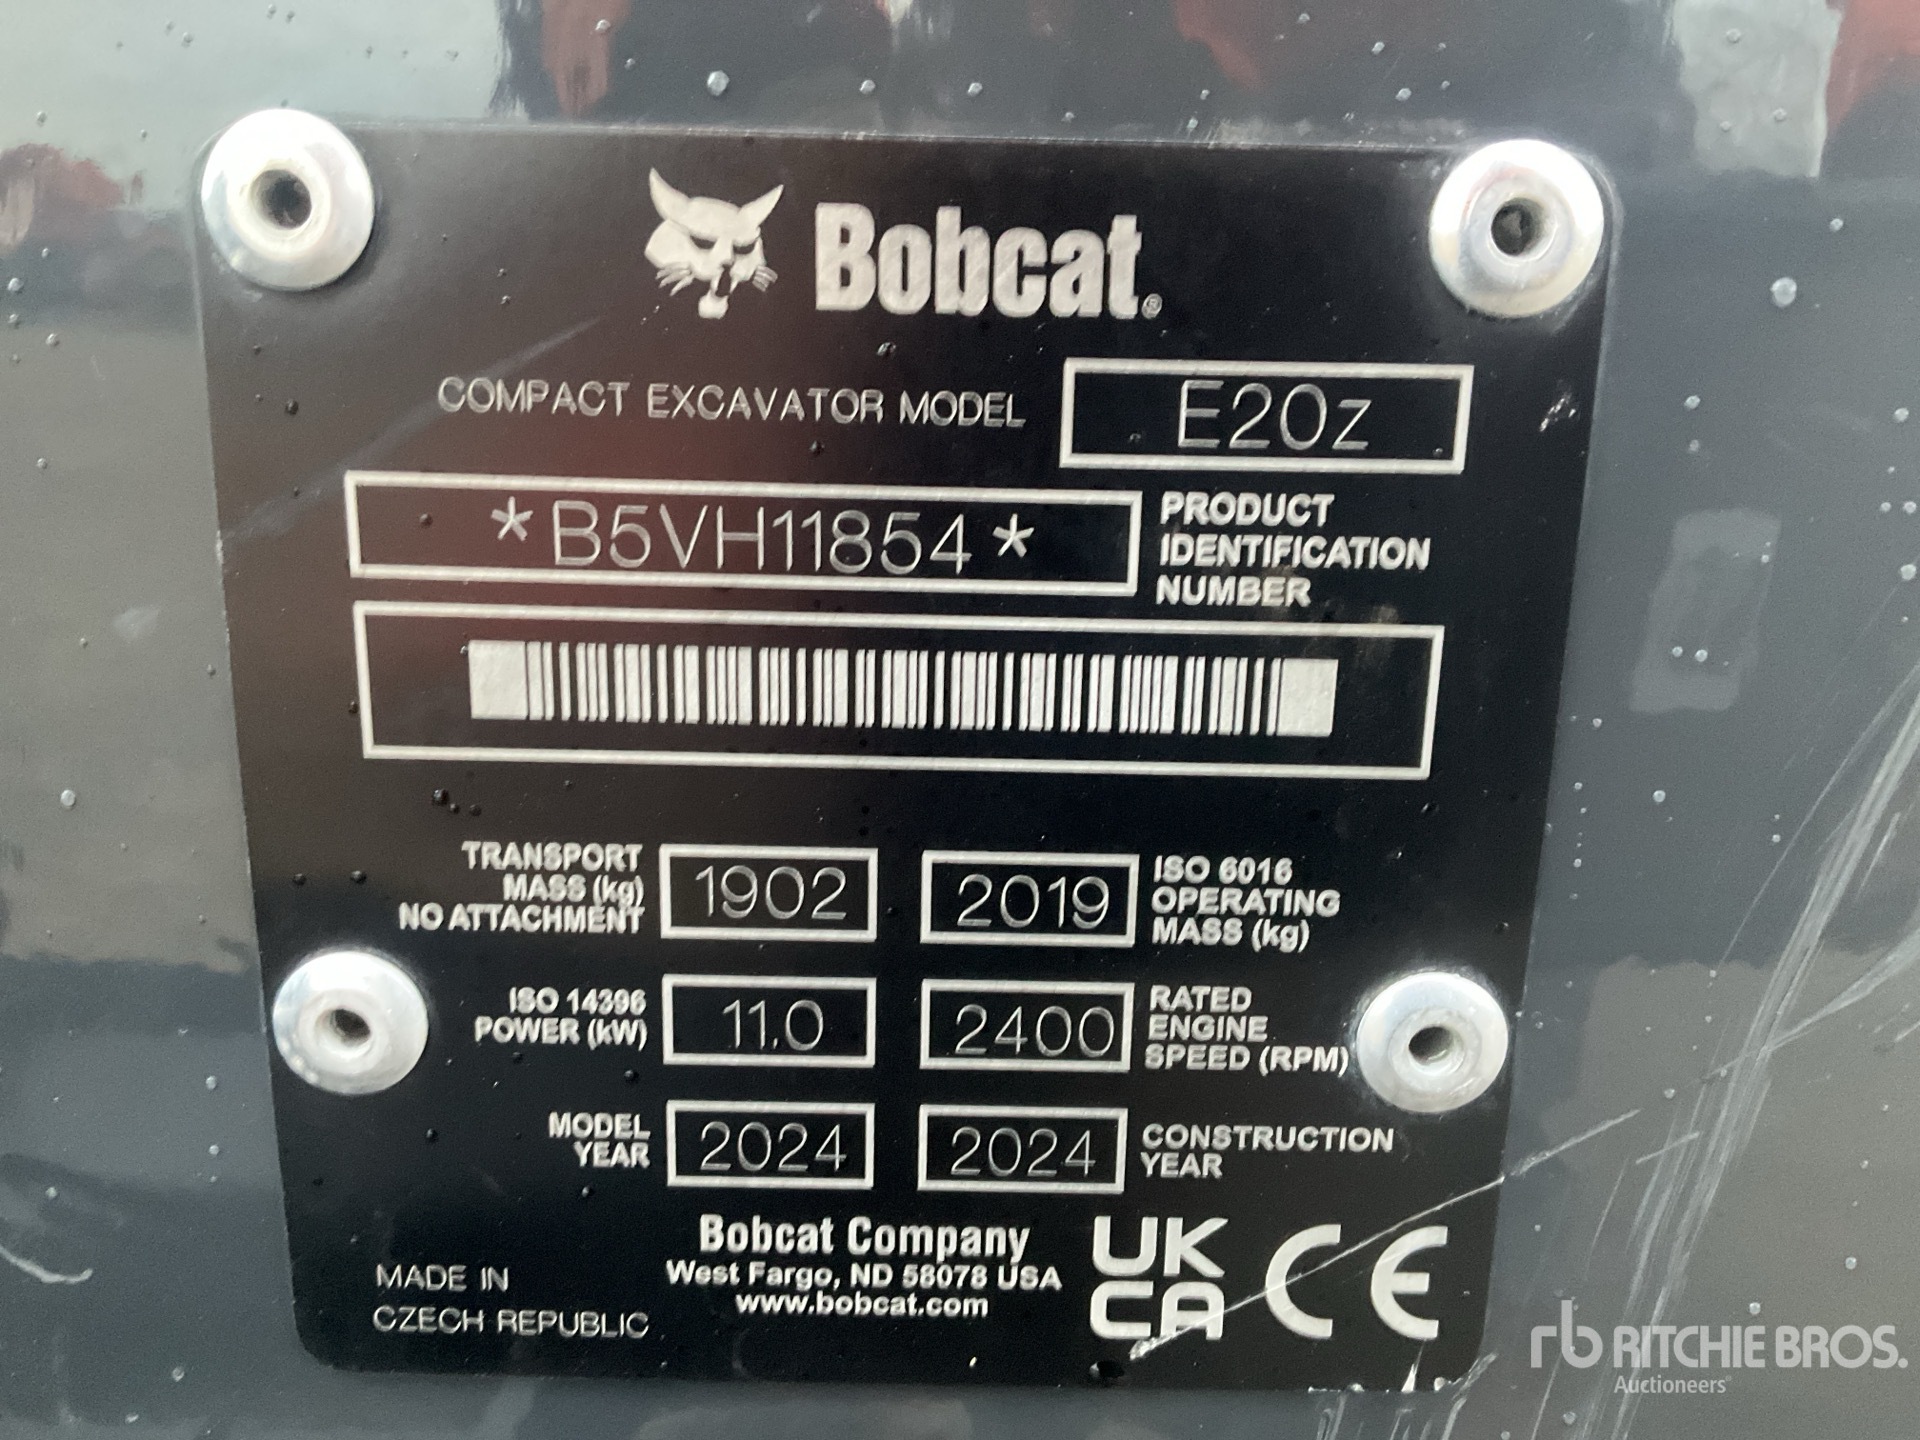 Bobcat®
COMPACT EXCAVATOR MODEL E20z
*B5VH11854*
PRODUCT
IDENTIFICATION
NUMBER
TRANSPORT
MASS (kg)
NO ATTACHMENT
1902
2019
ISO 6016
OPERATING
MASS (kg)
ISO 14396
POWER (kW)
11.0
2400
RATED
ENGINE
SPEED (RPM)
MODEL
YEAR
2024
2024
CONSTRUCTION
YEAR
MADE IN
CZECH REPUBLIC
Bobcat Company
West Fargo, ND 58078 USA
www.bobcat.com
UK
CA
CE
rb RITCHIE BROS.
Auctioneers